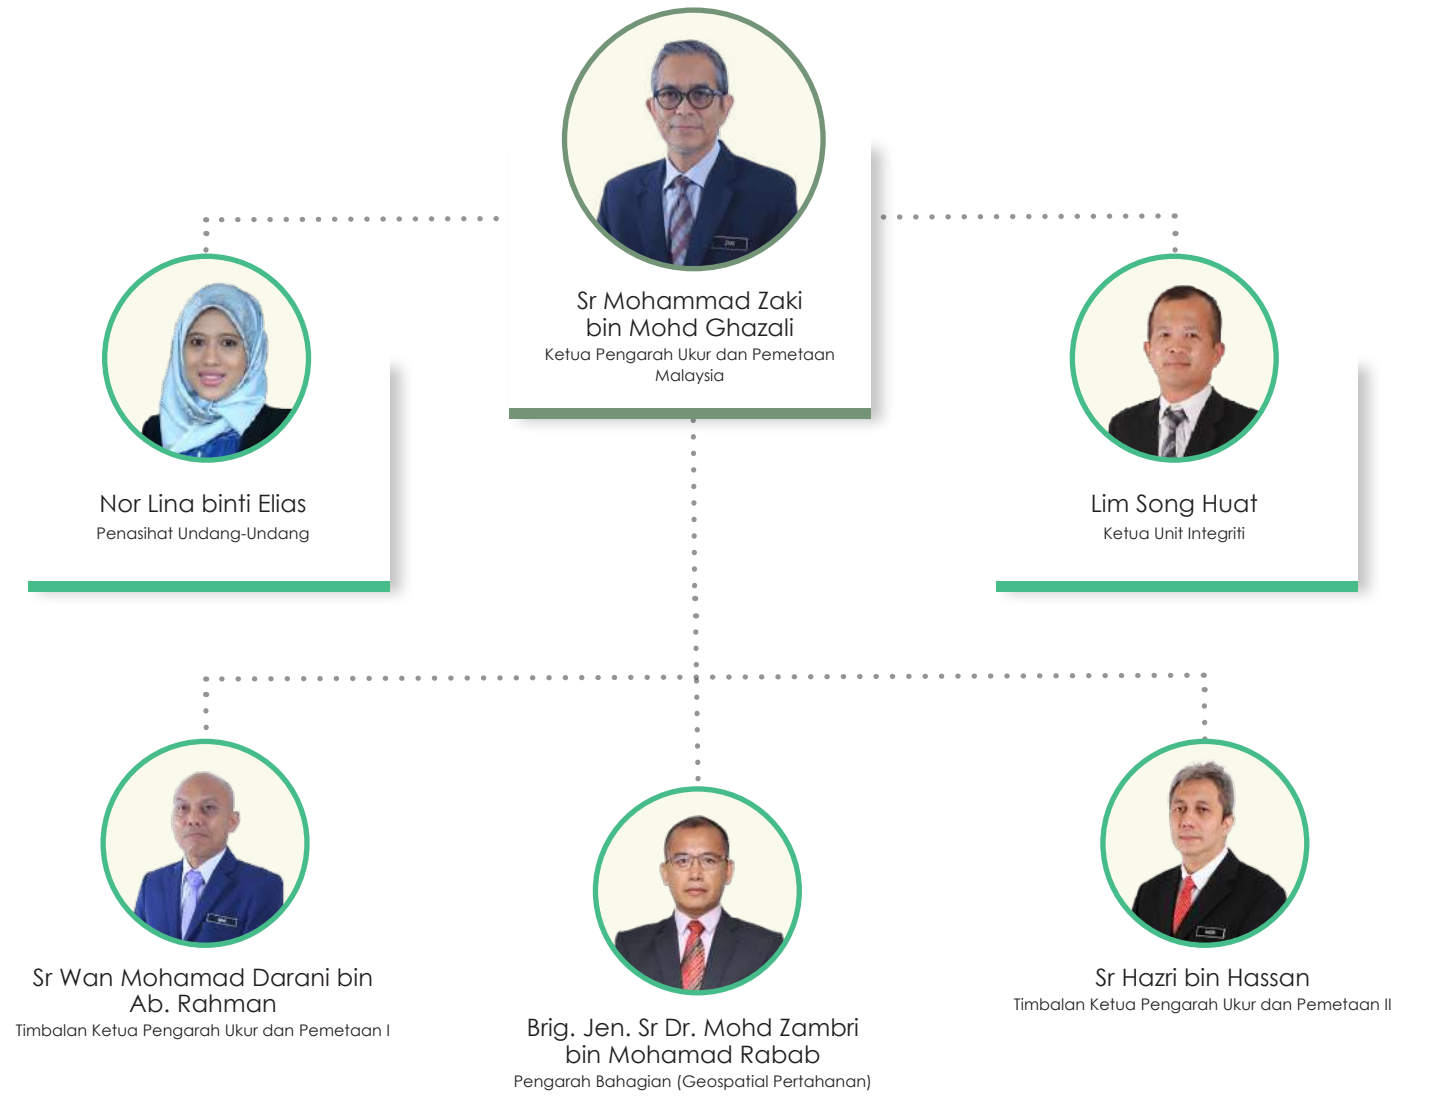 Sr Mohammad Zaki
bin Mohd Ghazali
Ketua Pengarah Ukur dan Pemetaan
Malaysia
Nor Lina binti Elias
Penasihat Undang-Undang
Lim Song Huat
Ketua Unit Integriti
Sr Wan Mohamad Darani bin
Ab. Rahman
Timbalan Ketua Pengarah Ukur dan Pemetaan I
Brig. Jen. Sr Dr. Mohd Zambri
bin Mohamad Rabab
Pengarah Bahagian (Geospatial Pertahanan)
Sr Hazri bin Hassan
Timbalan Ketua Pengarah Ukur dan Pemetaan II